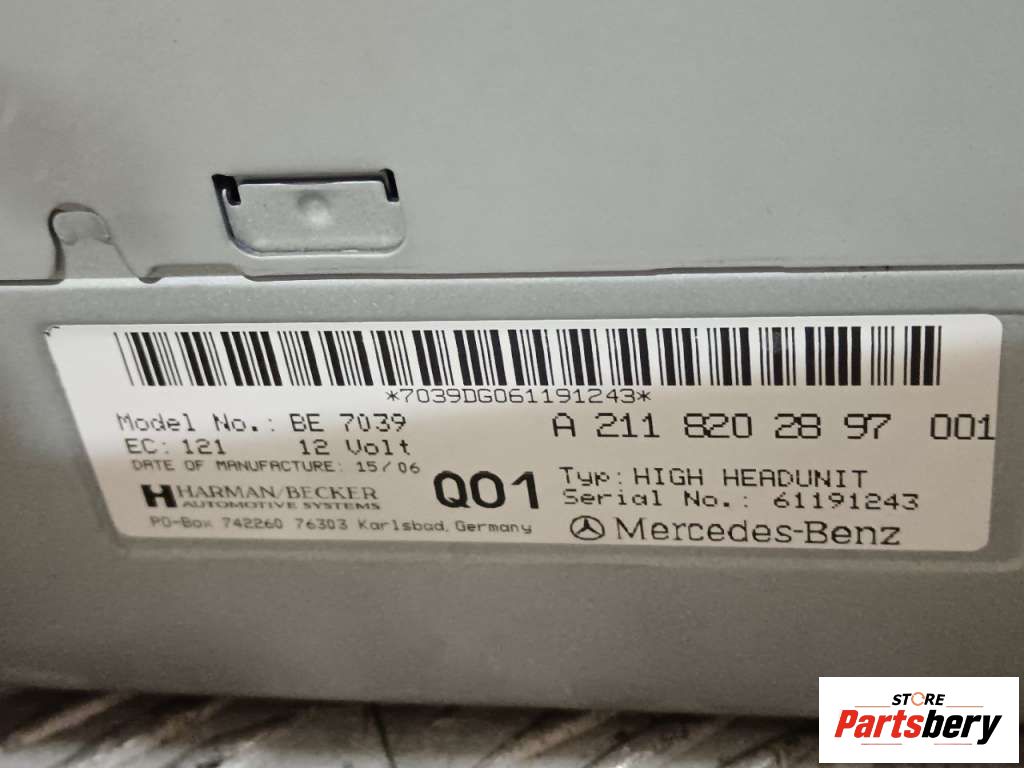 *7039DG061191243*
Model No.: BE 7039
A 211 820 28 97 001
EC: 121 12 Volt
DATE OF MANUFACTURE: 15/06
Q01
Typ: HIGH HEADUNIT
HARMAN/BECKER
AUTOMOTIVE SYSTEMS
Serial No.: 61191243
PO-Box 742260 76303 Karlsbad, Germany
Mercedes-Benz
STORE
Partsbery